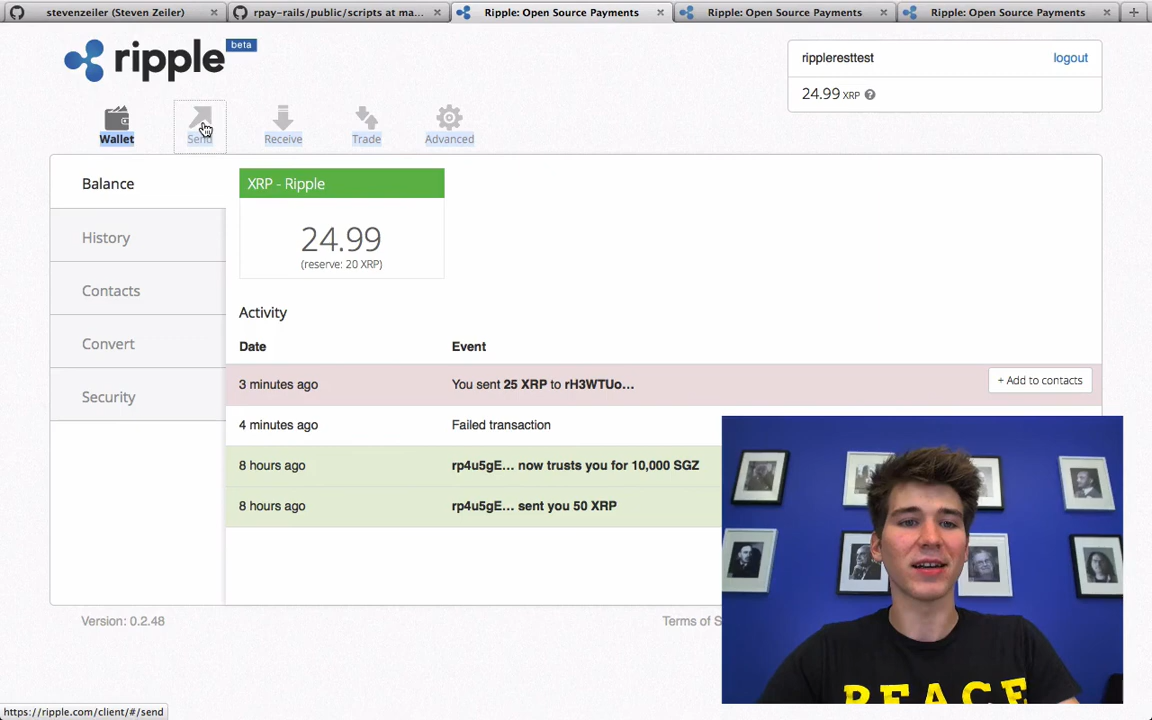 stevenzeiler (Steven Zeiler)
rpay-rails/public/scripts at ma...
Ripple: Open Source Payments
Ripple: Open Source Payments
Ripple: Open Source Payments
ripple
beta
rippleresttest
logout
24.99 XRP ?
Wallet
Send
Receive
Trade
Advanced
Balance
History
Contacts
Convert
Security
XRP - Ripple
24.99
(reserve: 20 XRP)
Activity
Date Event
3 minutes ago You sent 25 XRP to rH3WTUo... + Add to contacts
4 minutes ago Failed transaction
8 hours ago rp4u5gE... now trusts you for 10,000 SGZ
8 hours ago rp4u5gE... sent you 50 XRP
Version: 0.2.48
Terms of S
PEACE
https://ripple.com/client/#/send